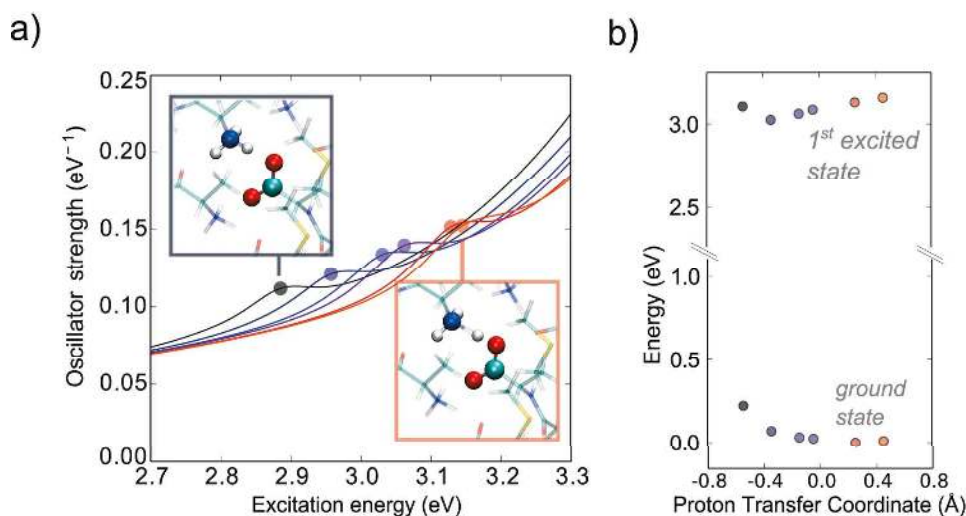 a)
Oscillator strength (eV⁻¹)
0.25
0.20
0.15
0.10
0.05
0.00
2.7 2.8 2.9 3.0 3.1 3.2 3.3
Excitation energy (eV)
b)
Energy (eV)
3.0
2.5
1.0
0.5
0.0
1st excited
state
ground
state
-0.8 -0.4 0.0 0.4 0.8
Proton Transfer Coordinate (Å)